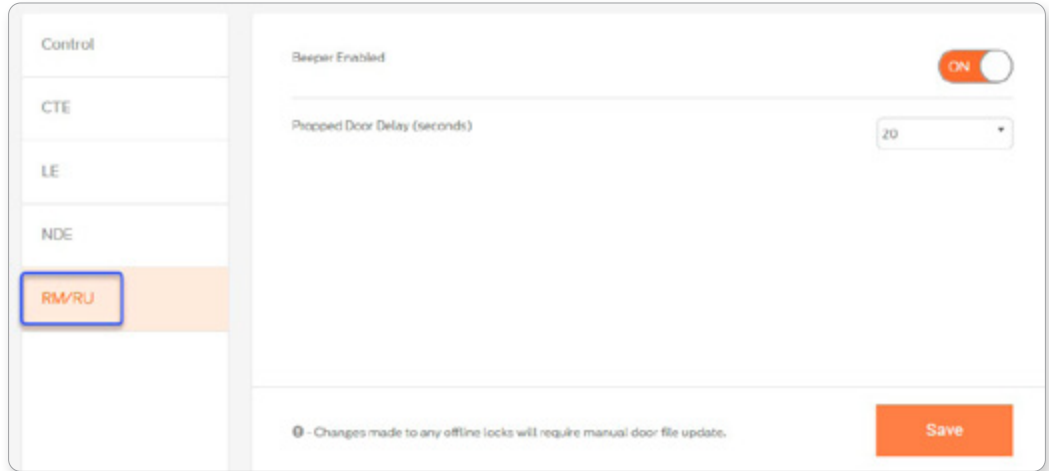 Control
CTE
LE
NDE
RM/RU
Beeper Enabled
ON
Propped Door Delay (seconds)
20
- Changes made to any offline locks will require manual door file update.
Save